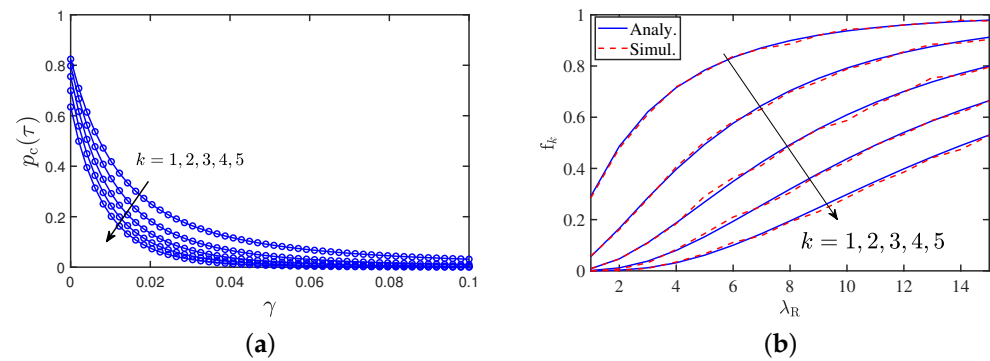 1
0.8
0.6
0.4
0.2
0
p_c(τ)
k = 1, 2, 3, 4, 5
0 0.02 0.04 0.06 0.08 0.1
γ
(a)
1
0.8
0.6
0.4
0.2
0
f_k
Analy.
Simul.
k = 1, 2, 3, 4, 5
2 4 6 8 10 12 14
λ_R
(b)